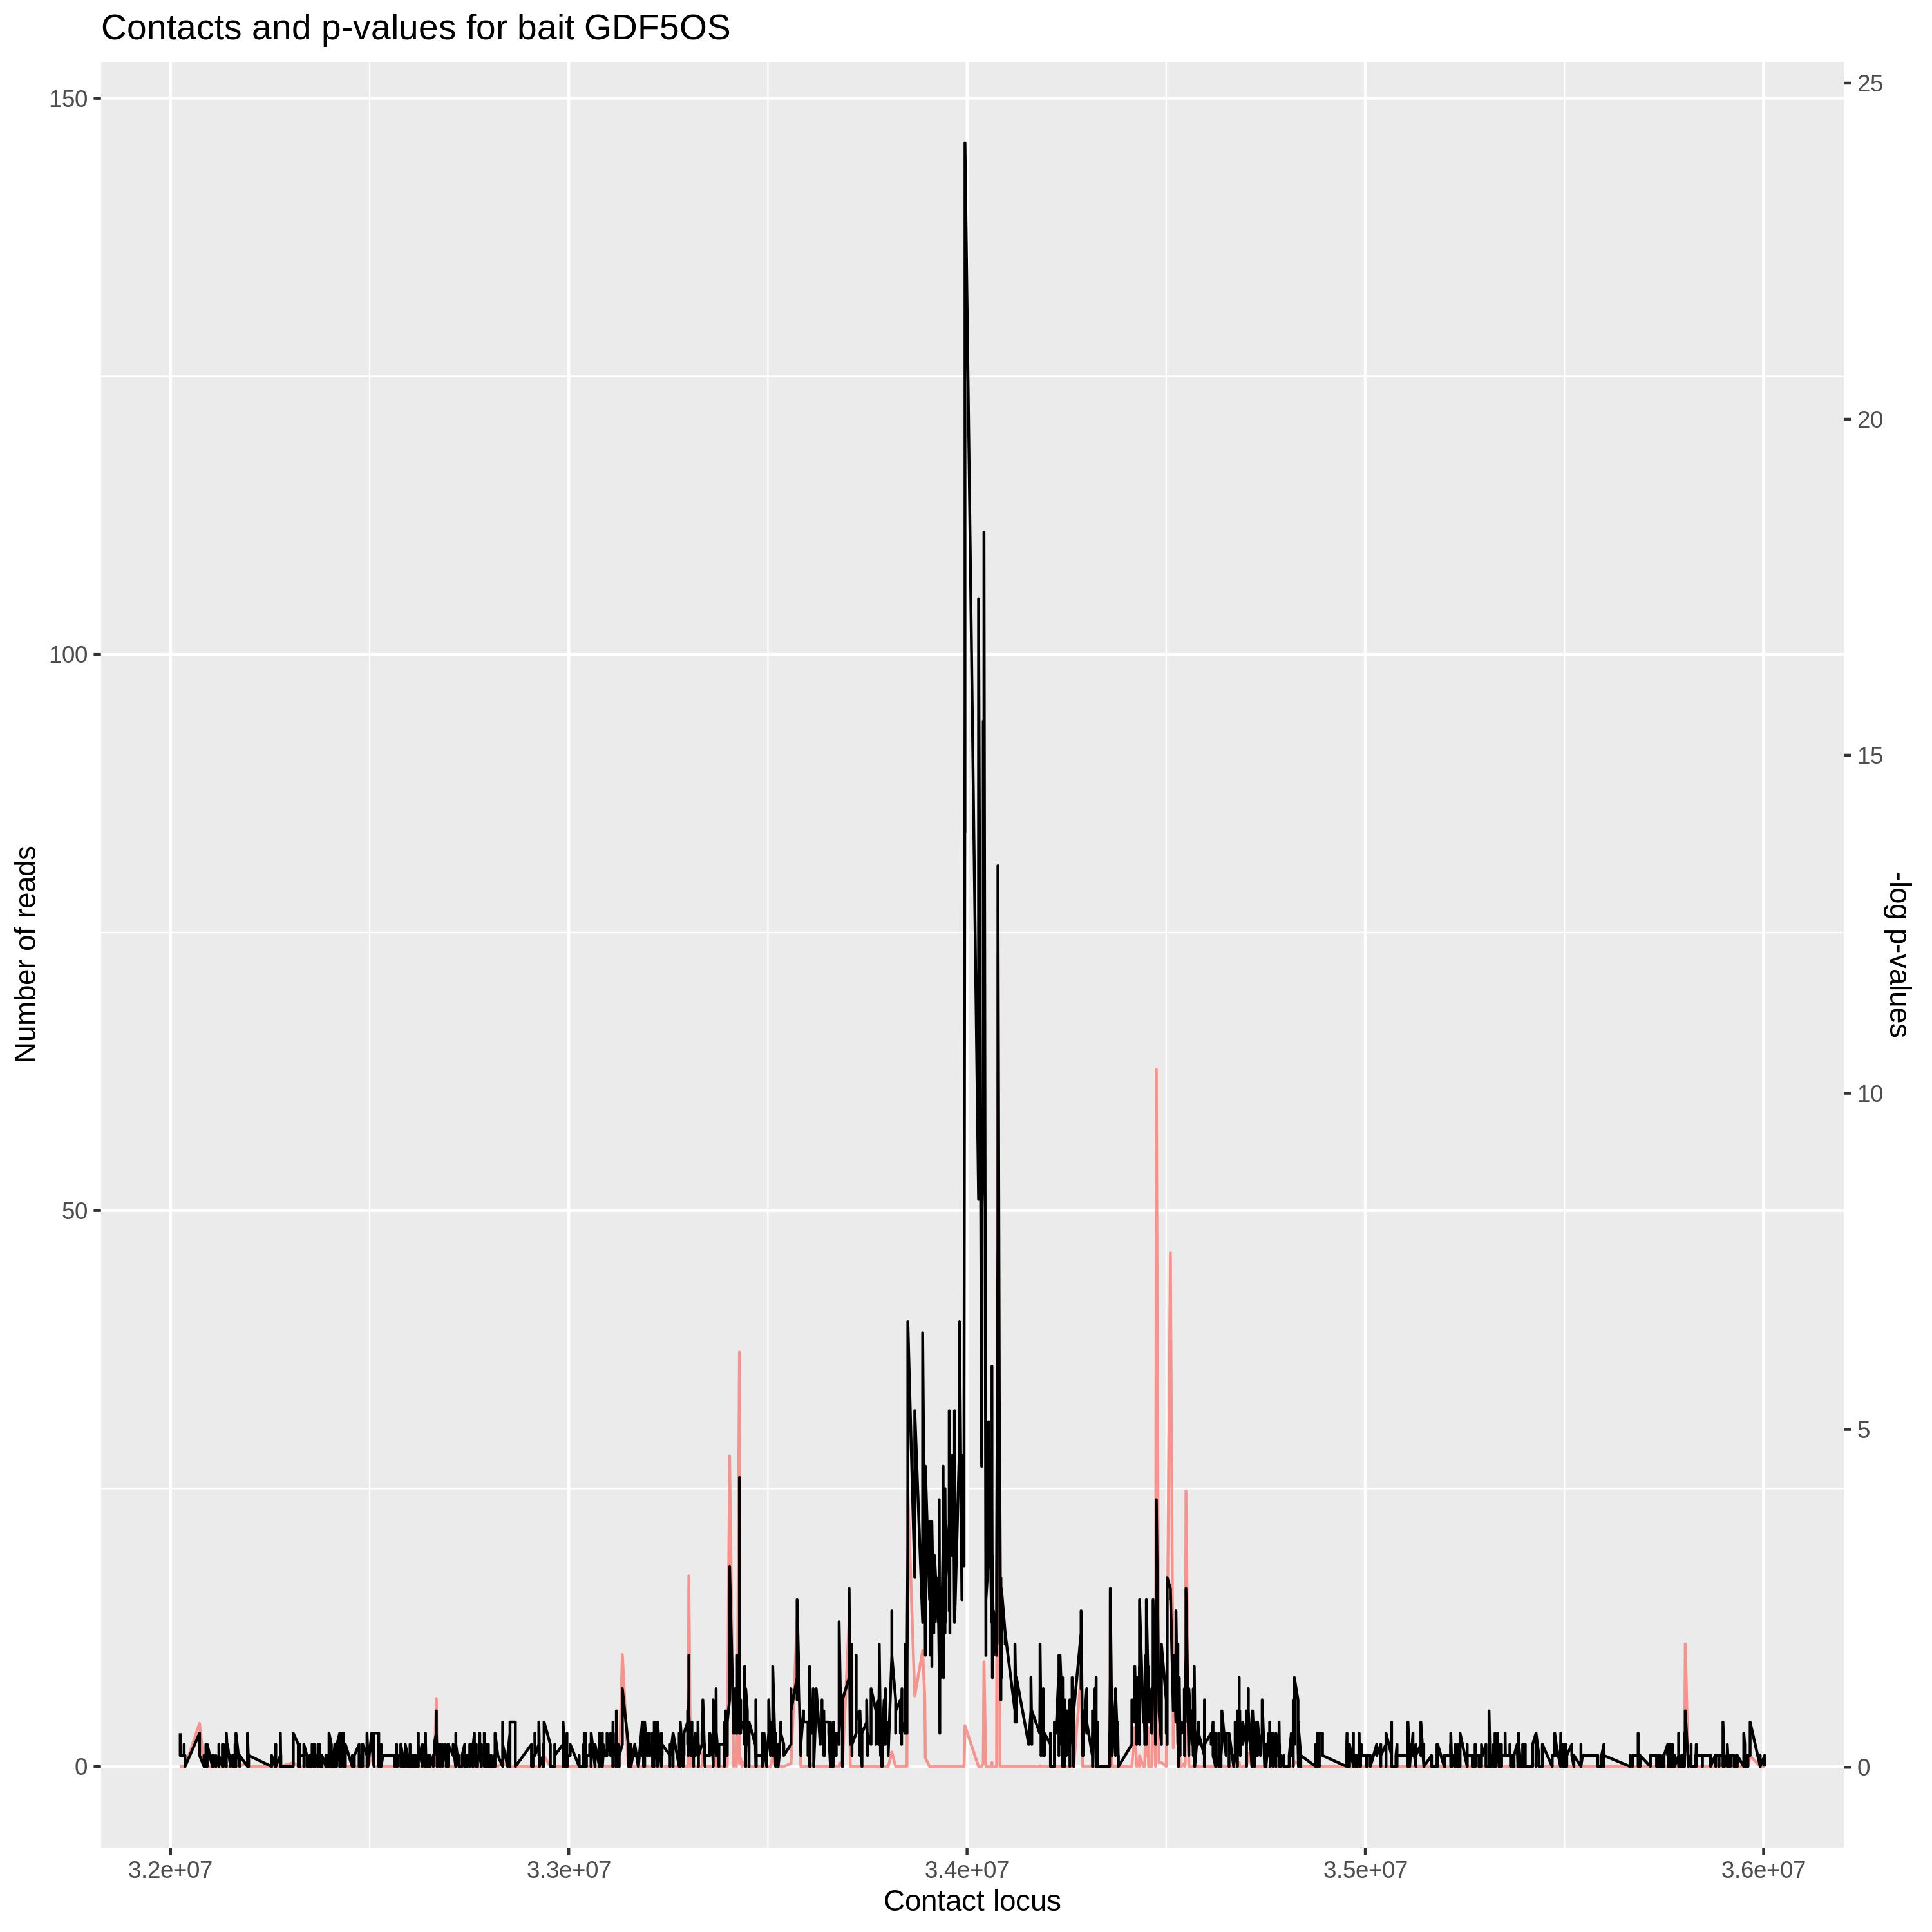 Contacts and p-values for bait GDF5OS
150
100
50
0
25
20
15
10
5
0
Number of reads
-log p-values
3.2e+07 3.3e+07 3.4e+07 3.5e+07 3.6e+07
Contact locus